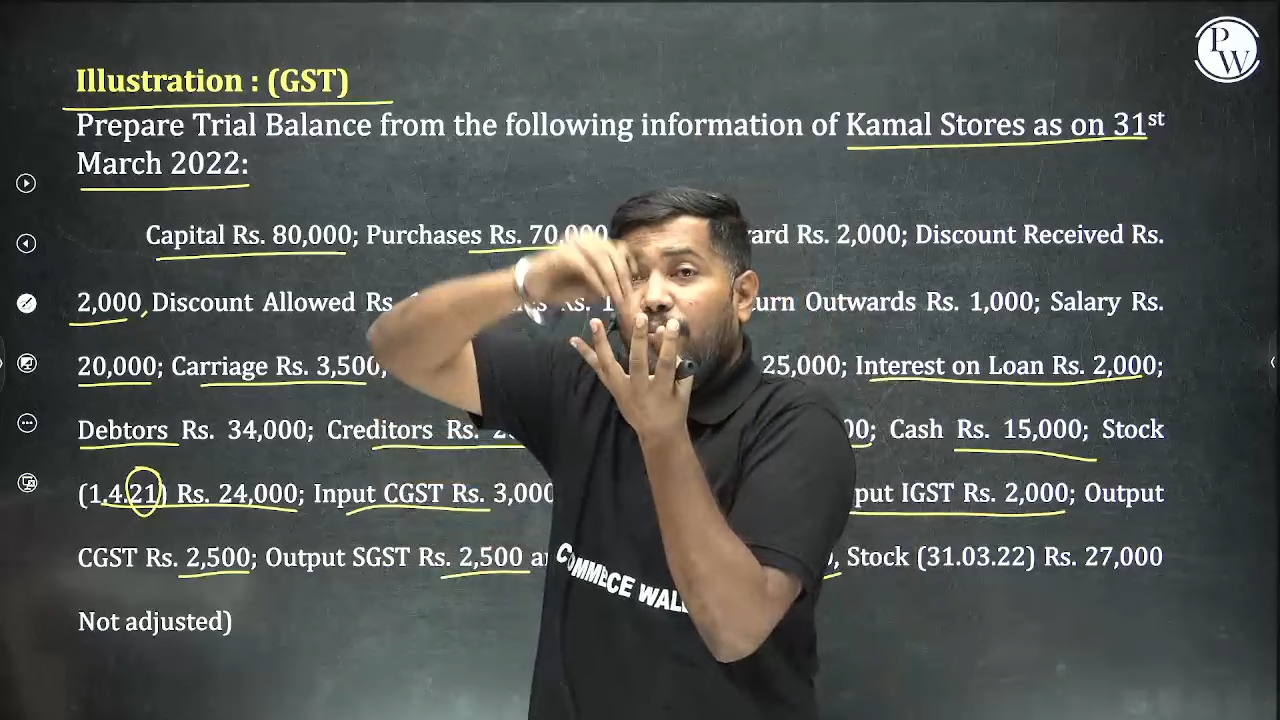 PW
Illustration : (GST)
Prepare Trial Balance from the following information of Kamal Stores as on 31st
March 2022:
Capital Rs. 80,000; Purchases Rs. 70,000 Rs. 2,000; Discount Received Rs.
2,000, Discount Allowed Rs. Outwards Rs. 1,000; Salary Rs.
20,000; Carriage Rs. 3,500, 25,000; Interest on Loan Rs. 2,000;
Debtors Rs. 34,000; Creditors Rs. Cash Rs. 15,000; Stock
(1.4.21) Rs. 24,000; Input CGST Rs. 3,000 IGST Rs. 2,000; Output
CGST Rs. 2,500; Output SGST Rs. 2,500 Stock (31.03.22) Rs. 27,000
Not adjusted)
COMMERCE WALL